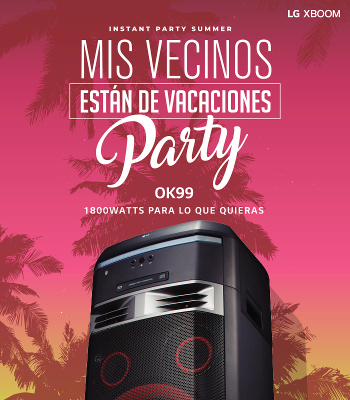 LG XBOOM
INSTANT PARTY SUMMER
MIS VECINOS
ESTÁN DE VACACIONES
Party
OK99
1800WATTS PARA LO QUE QUIERAS